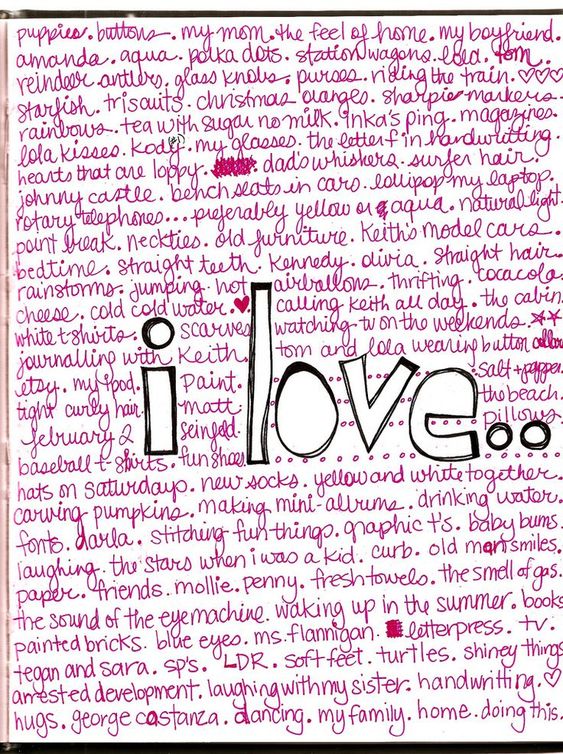 puppies. buttons. my mom. the feel of home. my boyfriend.
amanda. aqua. polka dots. station wagons. lola. tom.
reindeer antlers. glass knobs. purses. riding the train. ♡♡♡
starfish. triscuits. christmas oranges. sharpie markers.
rainbows. tea with sugar no milk. inka's ping. magazines.
lola kisses. Kody. my glasses. the letter f in handwritting.
hearts that are loppy. dad's whiskers. surfer hair.
johnny castle. bench seats in cars. lollipop. my laptop.
rotary telephones... preferably yellow or aqua. natural light.
point break. neckties. old furniture. Keith's model cars.
bedtime. straight teeth. Kennedy. olivia. straight hair.
rainstorms. jumping. hot airballons. thrifting. cocacola.
cheese. cold cold water. ♥ calling keith all day. the cabin.
white t-shirts. scarves watching tv on the weekends. ★★
journalling with Keith. tom and lola wearing button
etsy. my ipod. paint. salt + pepper.
tight curly hair. matt the beach.
february 2 seinfeld. pillows.
i love..
baseball t-shirts. fun shoes
hats on saturdays. new socks. yellow and white together.
carving pumpkins. making mini-albums. drinking water.
fonts. darla. stitching fun things. graphic t's. baby bums.
laughing. the stars when i was a kid. curb. old man smiles.
paper. friends. mollie. penny. fresh towels. the smell of gas.
the sound of the eye machine. waking up in the summer. books
painted bricks. blue eyes. ms. flannigan. letterpress. tv.
tegan and sara. sp's. LDR. soft feet. turtles. shiney things
arrested development. laughing with my sister. handwritting. ♡
hugs. george costanza. dancing. my family. home. doing this.